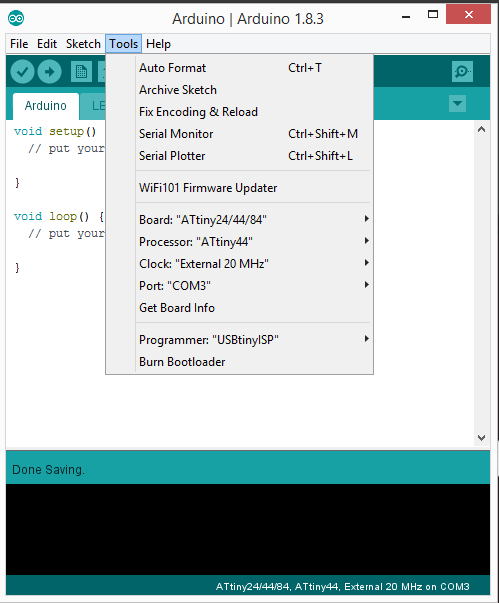 Arduino | Arduino 1.8.3
File Edit Sketch Tools Help
Auto Format Ctrl+T
Archive Sketch
Fix Encoding & Reload
Serial Monitor Ctrl+Shift+M
Serial Plotter Ctrl+Shift+L
WiFi101 Firmware Updater
Board: "ATtiny24/44/84"
Processor: "ATtiny44"
Clock: "External 20 MHz"
Port: "COM3"
Get Board Info
Programmer: "USBtinyISP"
Burn Bootloader
Arduino LE
void setup()
// put your
}
void loop() {
// put your
}
Done Saving.
ATtiny24/44/84, ATtiny44, External 20 MHz on COM3